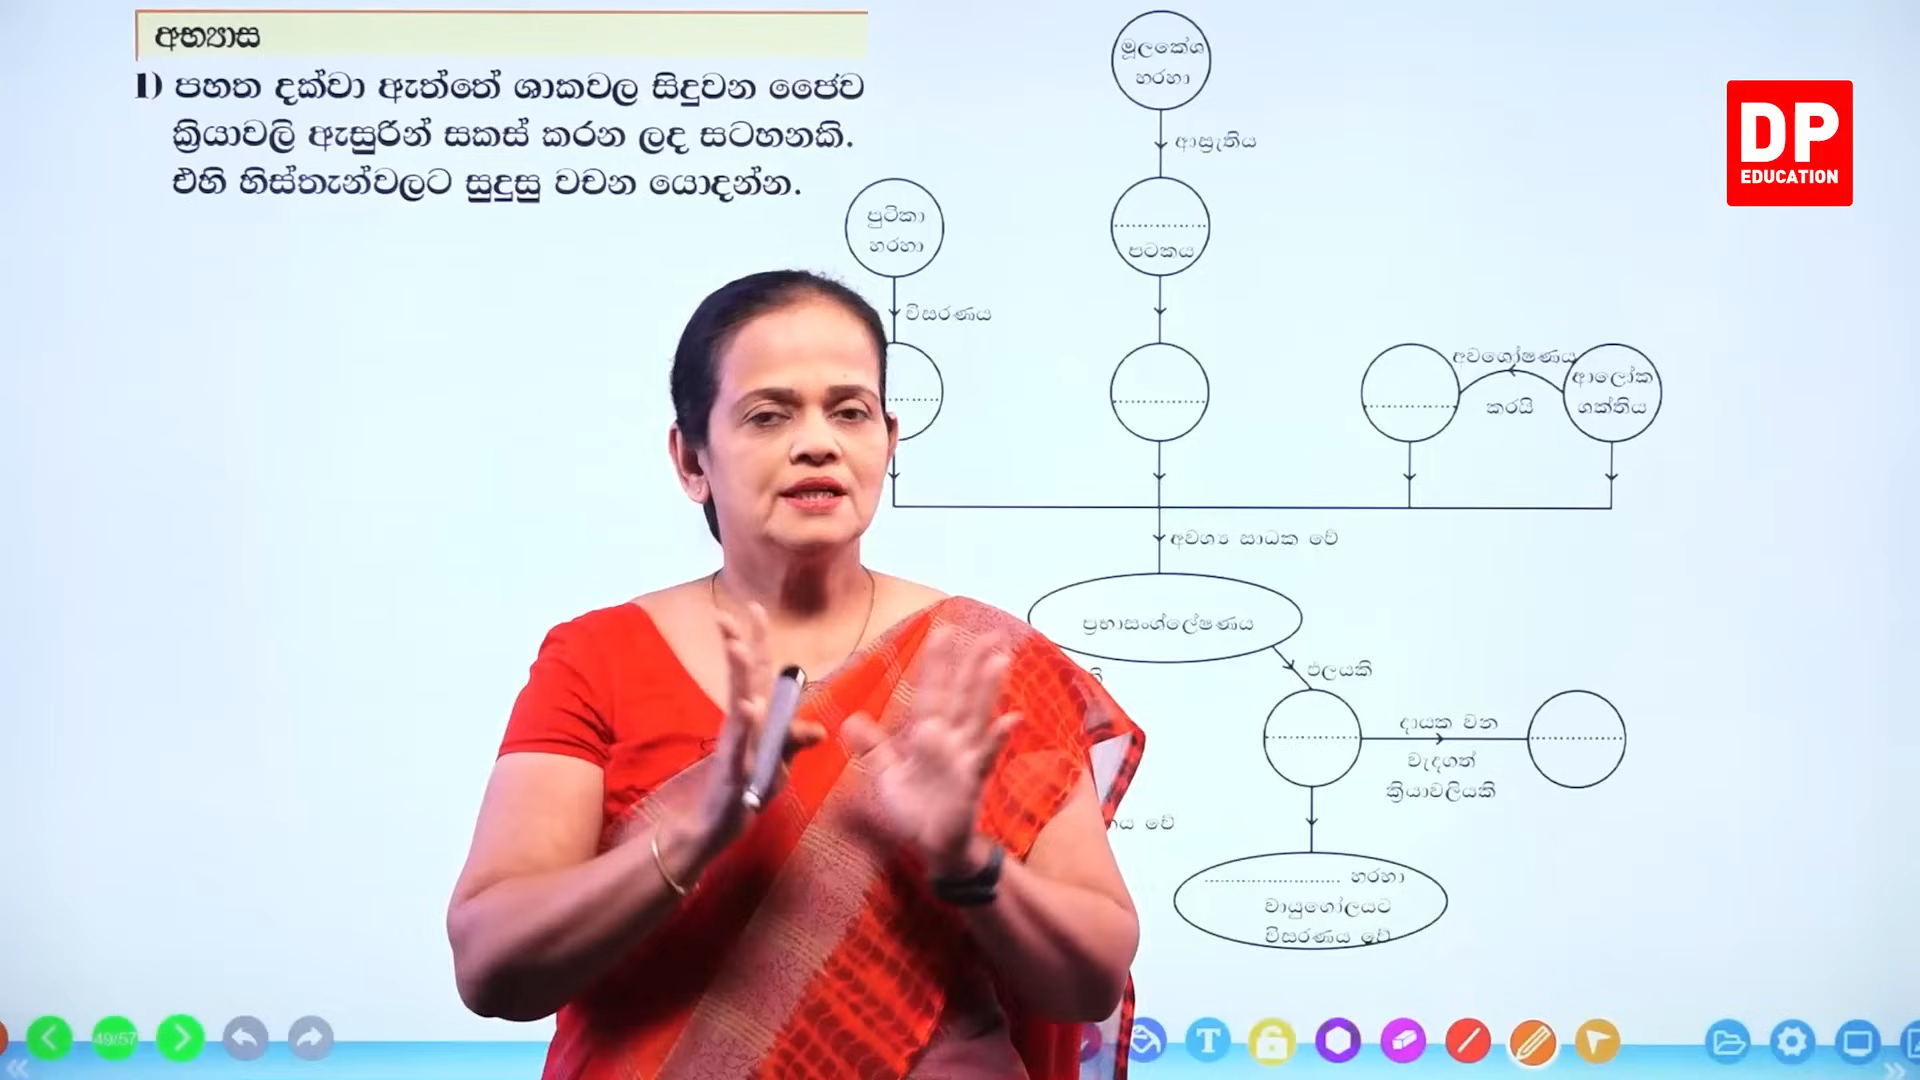 අභ්‍යාස
1) පහත දක්වා ඇත්තේ ශාකවල සිදුවන ජෛව
ක්‍රියාවලි ඇසුරින් සකස් කරන ලද සටහනකි.
එහි හිස්තැන්වලට සුදුසු වචන යොදන්න.
මූලකේශ
හරහා
ආස්‍රැතිය
DP
EDUCATION
පුටිකා
හරහා
....................
පටකය
විසරණය
අවශෝෂණය
කරයි
ආලෝක
ශක්තිය
අවශ්‍ය සාධක වේ
ප්‍රභාසංශ්ලේෂණය
ඵලයකි
දායක වන
වැදගත්
ක්‍රියාවලියකි
ය වේ
.............................. හරහා
වායුගෝලයට
විසරණය වේ
49/57
T